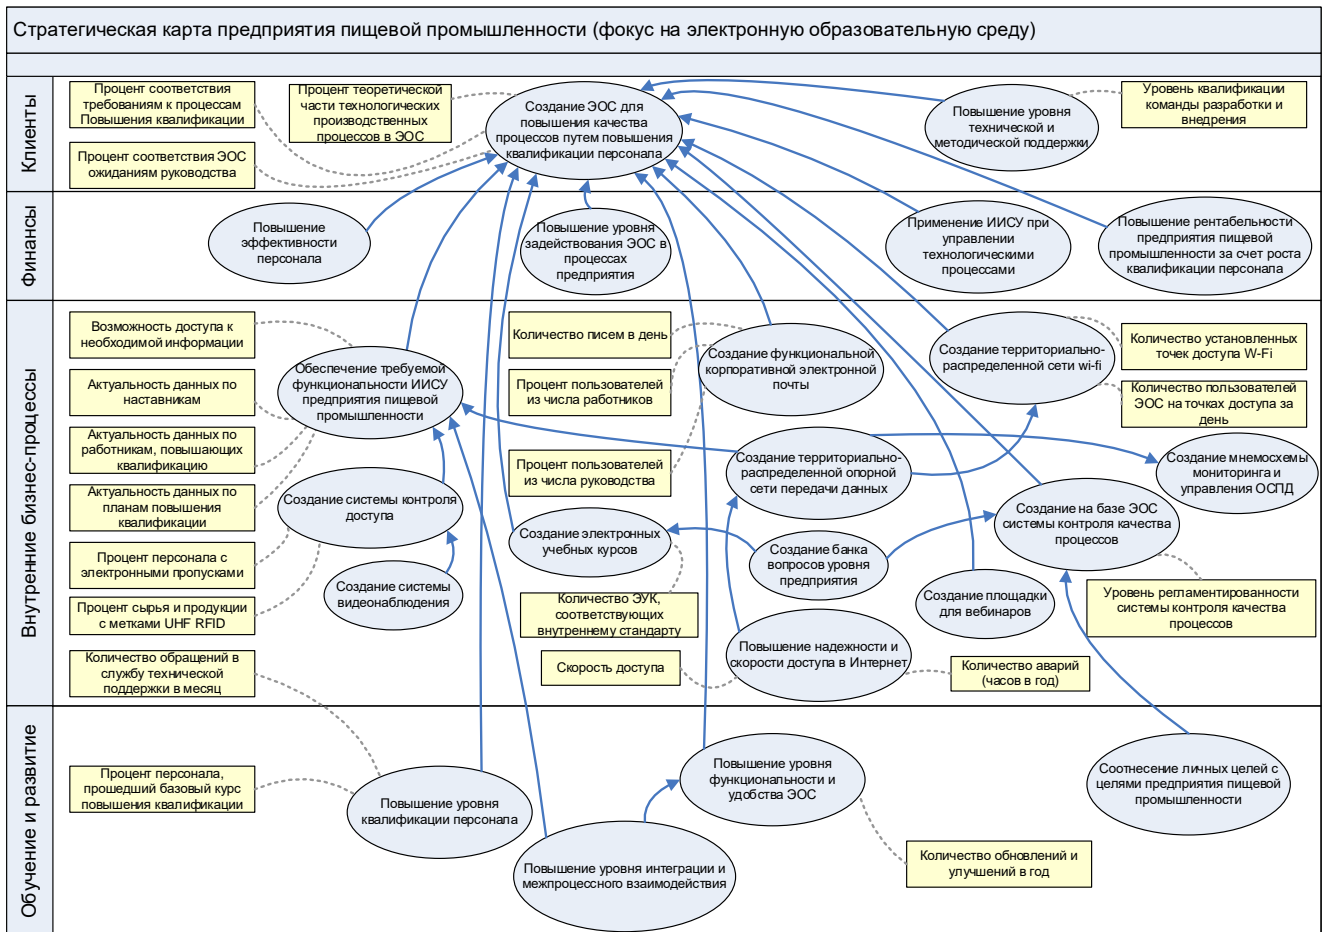 Стратегическая карта предприятия пищевой промышленности (фокус на электронную образовательную среду)
Клиенты
Процент соответствия
требованиям к процессам
Повышения квалификации
Процент соответствия ЭОС
ожиданиям руководства
Процент теоретической
части технологических
производственных
процессов в ЭОС
Создание ЭОС для
повышения качества
процессов путем повышения
квалификации персонала
Повышение уровня
технической и
методической поддержки
Уровень квалификации
команды разработки и
внедрения
Финансы
Повышение
эффективности
персонала
Повышение уровня
задействования ЭОС в
процессах
предприятия
Применение ИИСУ при
управлении
технологическими
процессами
Повышение рентабельности
предприятия пищевой
промышленности за счет роста
квалификации персонала
Внутренние бизнес-процессы
Возможность доступа к
необходимой информации
Актуальность данных по
наставникам
Актуальность данных по
работникам, повышающих
квалификацию
Актуальность данных по
планам повышения
квалификации
Процент персонала с
электронными пропусками
Процент сырья и продукции
с метками UHF RFID
Количество обращений в
службу технической
поддержки в месяц
Обеспечение требуемой
функциональности ИИСУ
предприятия пищевой
промышленности
Создание системы контроля
доступа
Создание системы
видеонаблюдения
Количество писем в день
Процент пользователей
из числа работников
Процент пользователей
из числа руководства
Создание функциональной
корпоративной электронной
почты
Создание территориально-
распределенной опорной
сети передачи данных
Создание электронных
учебных курсов
Создание банка
вопросов уровня
предприятия
Количество ЭУК,
соответствующих
внутреннему стандарту
Скорость доступа
Повышение надежности и
скорости доступа в Интернет
Количество аварий
(часов в год)
Создание территориально-
распределенной сети wi-fi
Количество установленных
точек доступа W-Fi
Количество пользователей
ЭОС на точках доступа за
день
Создание мнемосхемы
мониторинга и
управления ОСПД
Создание на базе ЭОС
системы контроля качества
процессов
Создание площадки
для вебинаров
Уровень регламентированности
системы контроля качества
процессов
Обучение и развитие
Процент персонала,
прошедший базовый курс
повышения квалификации
Повышение уровня
квалификации персонала
Повышение уровня интеграции и
межпроцессного взаимодействия
Повышение уровня
функциональности и
удобства ЭОС
Количество обновлений и
улучшений в год
Соотнесение личных целей с
целями предприятия пищевой
промышленности